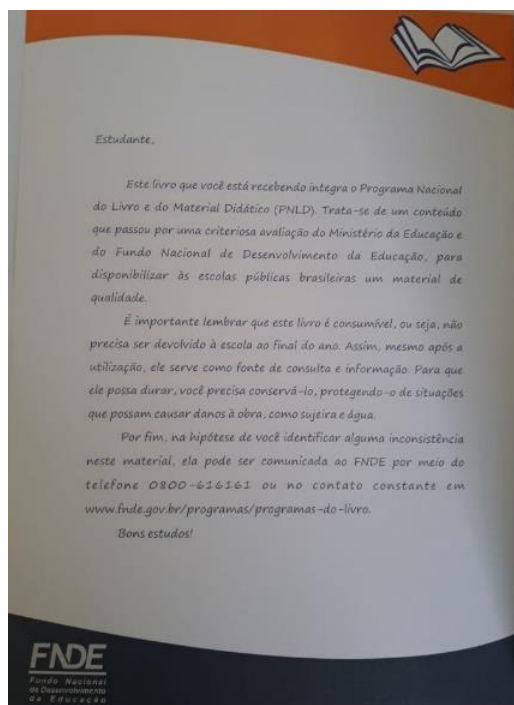 Estudante,
Este livro que você está recebendo integra o Programa Nacional
do Livro e do Material Didático (PNLD). Trata-se de um conteúdo
que passou por uma criteriosa avaliação do Ministério da Educação e
do Fundo Nacional de Desenvolvimento da Educação, para
disponibilizar às escolas públicas brasileiras um material de
qualidade.
É importante lembrar que este livro é consumível, ou seja, não
precisa ser devolvido à escola ao final do ano. Assim, mesmo após a
utilização, ele serve como fonte de consulta e informação. Para que
ele possa durar, você precisa conservá-lo, protegendo-o de situações
que possam causar danos à obra, como sujeira e água.
Por fim, na hipótese de você identificar alguma inconsistência
neste material, ela pode ser comunicada ao FNDE por meio do
telefone 0800-616161 ou no contato constante em
www.fnde.gov.br/programas/programas-do-livro.
Bons estudos!
FNDE
Fundo Nacional
de Desenvolvimento
da Educação